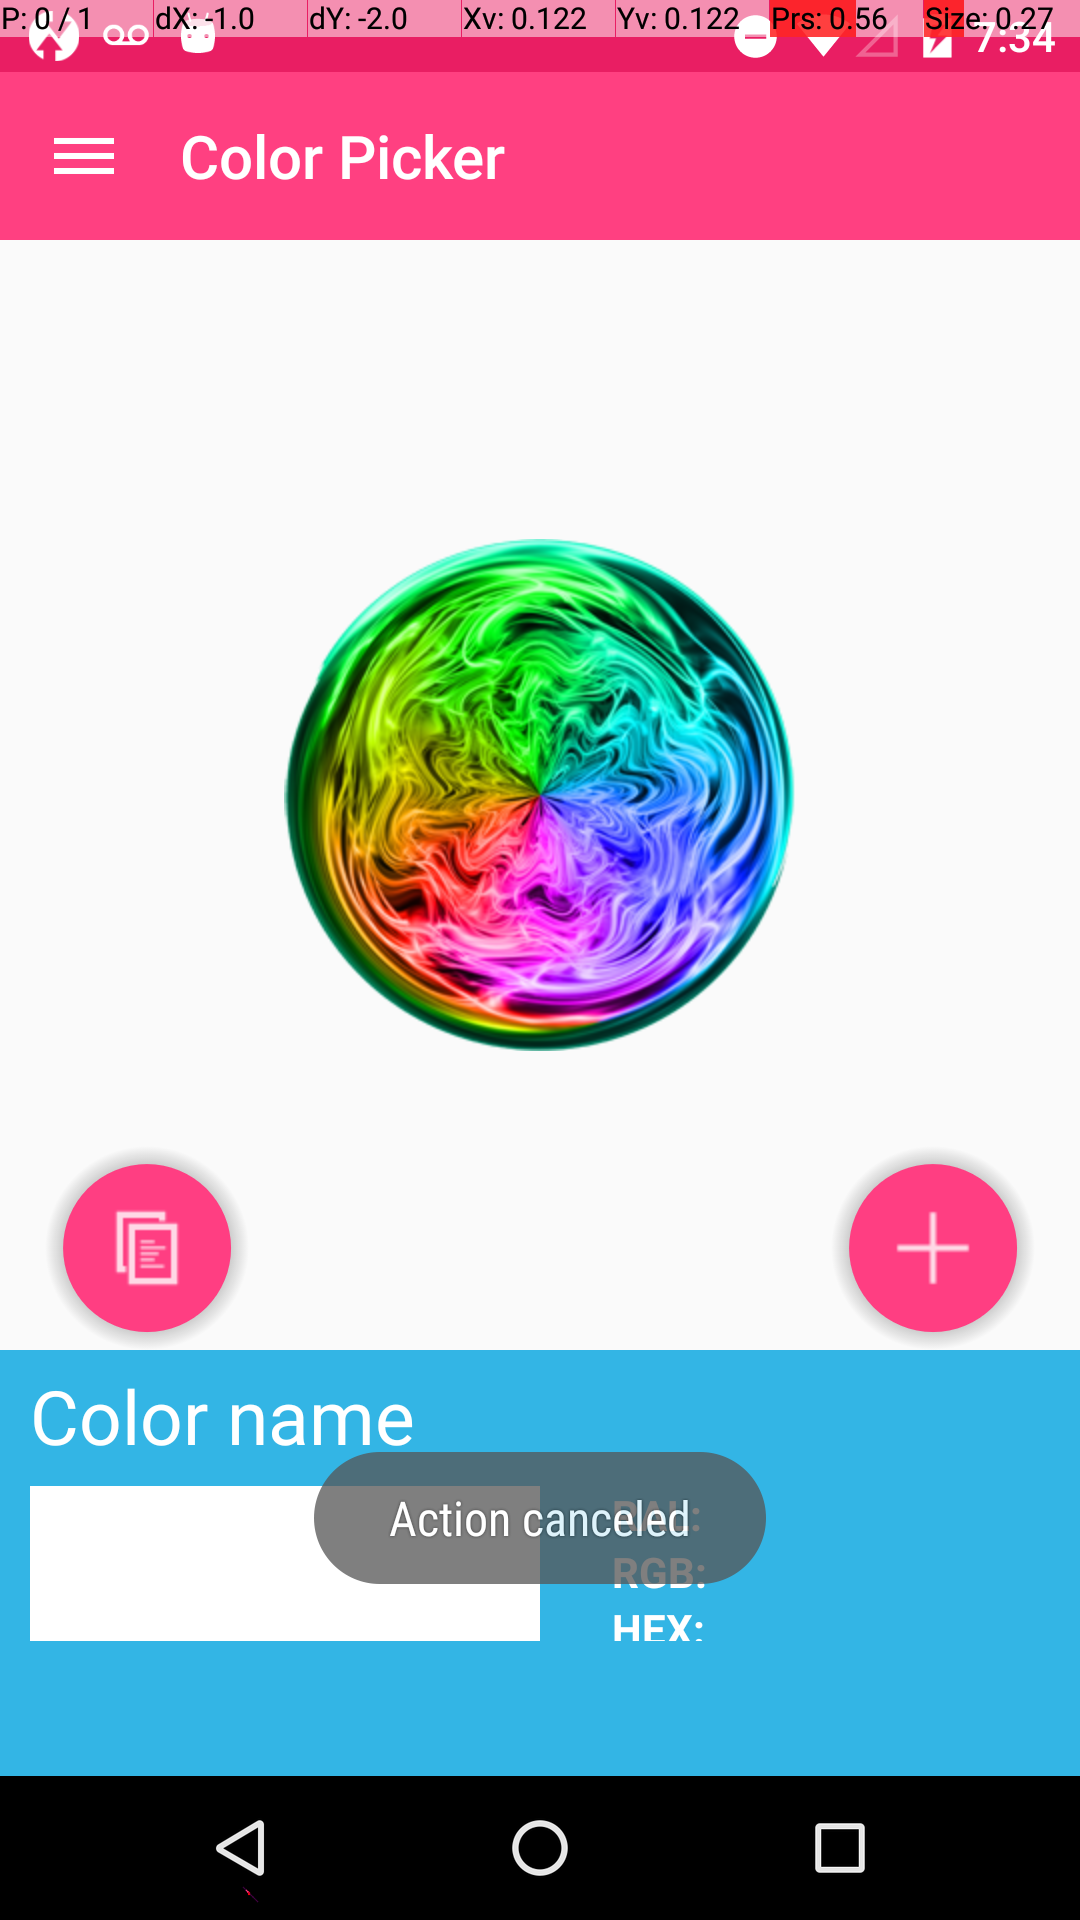 P: 0 / 1 dX: -1.0 dY: -2.0 Xv: 0.122 Yv: 0.122 Prs: 0.56 Size: 0.27
7:34
Color Picker
Color name
Action canceled
RAL:
RGB:
HEX: